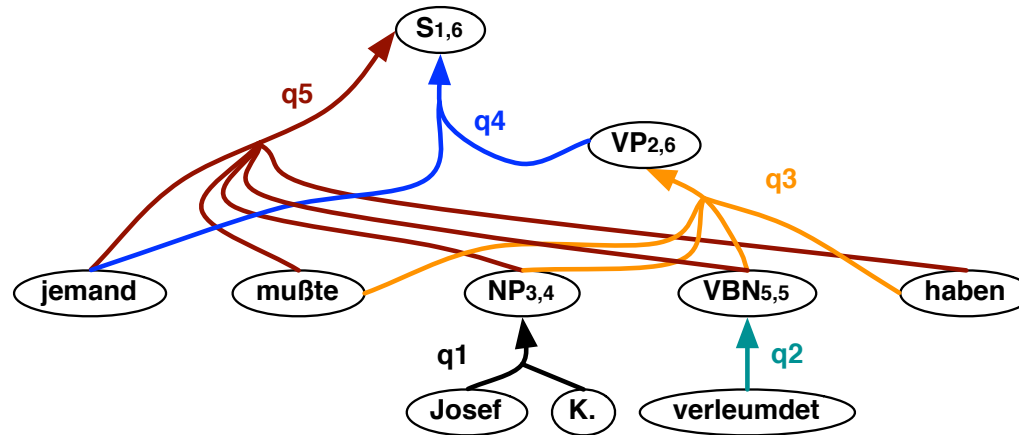 S1,6
q5
q4
VP2,6
q3
jemand mußte NP3,4 VBN5,5 haben
q1 q2
Josef K. verleumdet